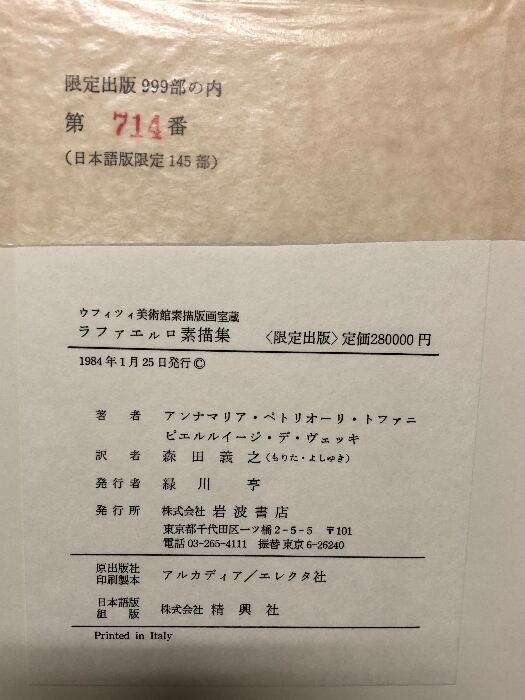 限定出版 999部の内
第 714 番
(日本語版限定 145 部)
ウフィツィ美術館素描版画室蔵
ラファエルロ素描集 〈限定出版〉定価280000円
1984年1月25日発行©
著者 アンナマリア・ペトリオーリ・トファニ
ピエルルイージ・デ・ヴェッキ
訳者 森田義之(もりた・よしゆき)
発行者 緑川亨
発行所 株式会社 岩波書店
東京都千代田区一ツ橋2-5-5 〒101
電話 03-265-4111 振替 東京 6-26240
原出版社
印刷製本 アルカディア/エレクタ社
日本語版
組版 株式会社 精興社
Printed in Italy